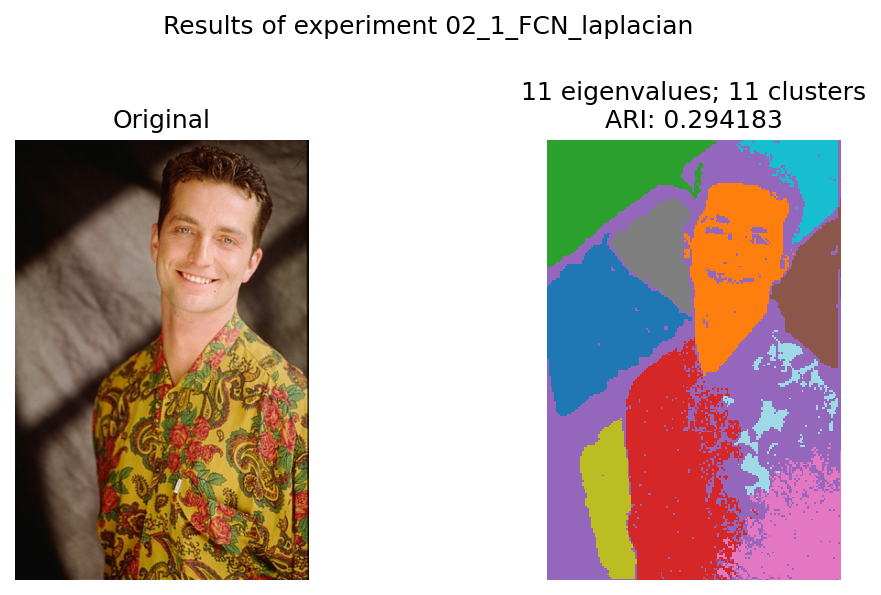 Results of experiment 02_1_FCN_laplacian
Original
11 eigenvalues; 11 clusters
ARI: 0.294183